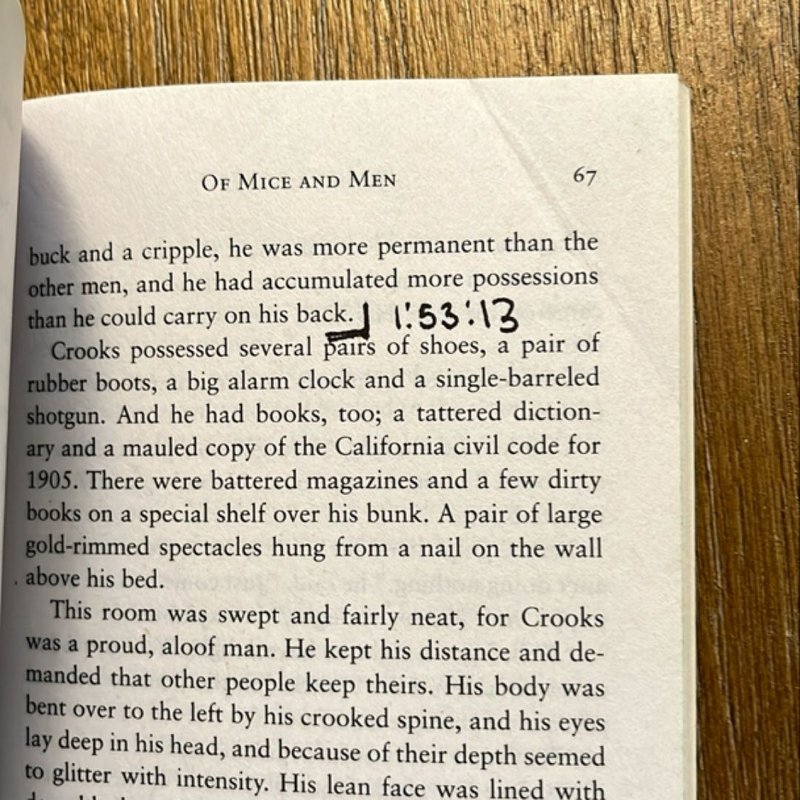 OF MICE AND MEN 67
buck and a cripple, he was more permanent than the
other men, and he had accumulated more possessions
than he could carry on his back. 1:53:13
Crooks possessed several pairs of shoes, a pair of
rubber boots, a big alarm clock and a single-barreled
shotgun. And he had books, too; a tattered diction-
ary and a mauled copy of the California civil code for
1905. There were battered magazines and a few dirty
books on a special shelf over his bunk. A pair of large
gold-rimmed spectacles hung from a nail on the wall
above his bed.
This room was swept and fairly neat, for Crooks
was a proud, aloof man. He kept his distance and de-
manded that other people keep theirs. His body was
bent over to the left by his crooked spine, and his eyes
lay deep in his head, and because of their depth seemed
to glitter with intensity. His lean face was lined with